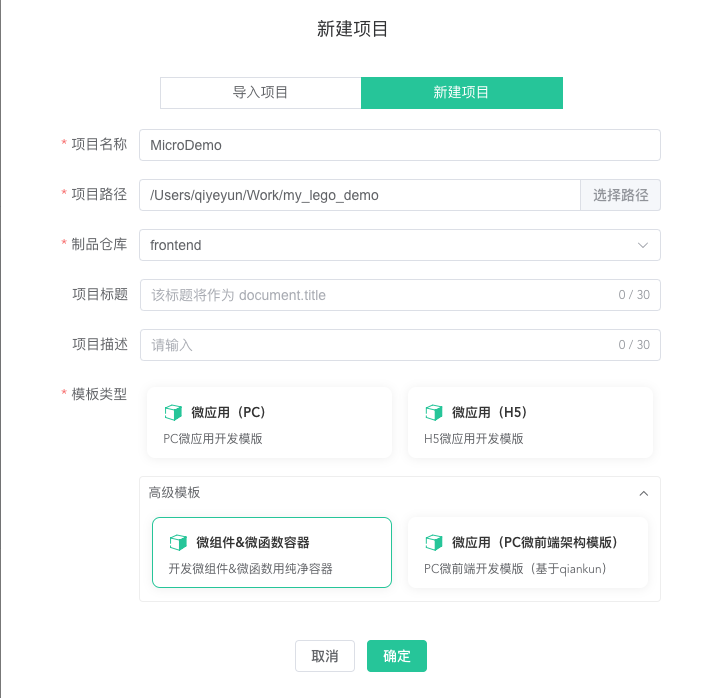 新建项目
导入项目 新建项目
* 项目名称 MicroDemo
* 项目路径 /Users/qiyeyun/Work/my_lego_demo 选择路径
* 制品仓库 frontend
项目标题 该标题将作为 document.title 0 / 30
项目描述 请输入 0 / 30
* 模板类型
微应用（PC） 微应用（H5）
PC微应用开发模版 H5微应用开发模版
高级模板
微组件&微函数容器 微应用（PC微前端架构模版）
开发微组件&微函数用纯净容器 PC微前端开发模版（基于qiankun）
取消 确定